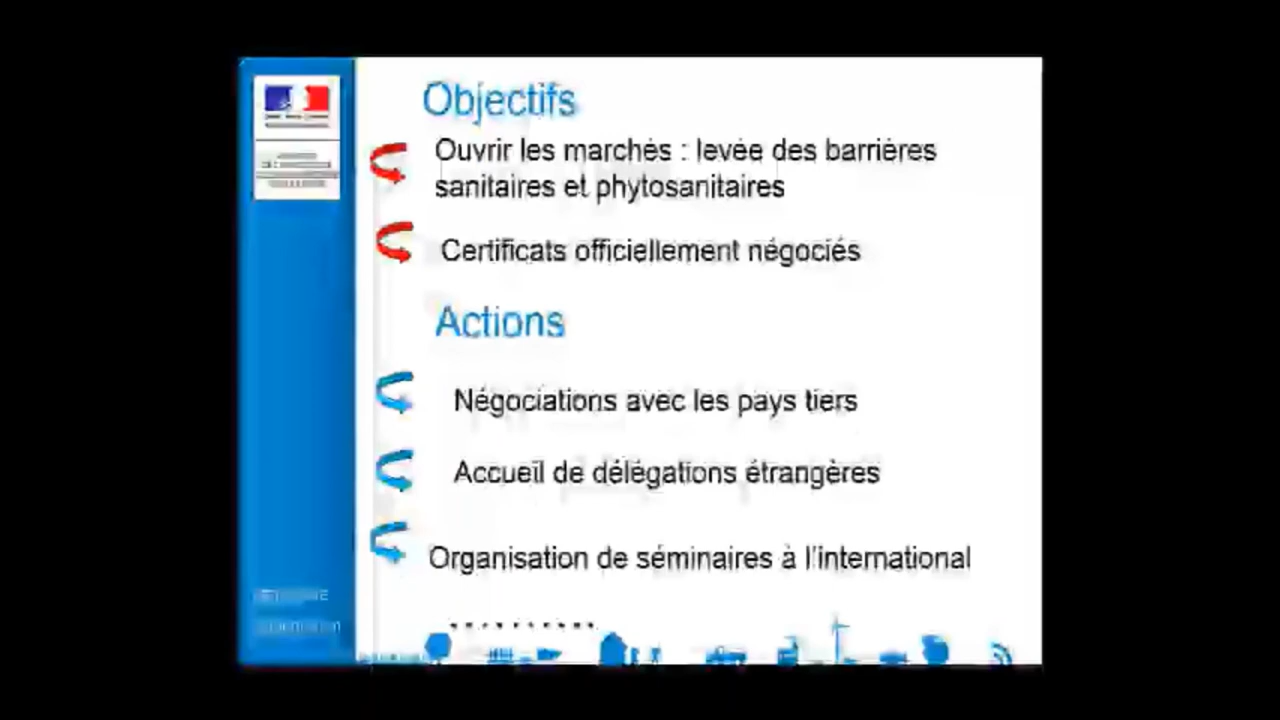 Objectifs
Ouvrir les marchés : levée des barrières
sanitaires et phytosanitaires
Certificats officiellement négociés
Actions
Négociations avec les pays tiers
Accueil de délégations étrangères
Organisation de séminaires à l'international